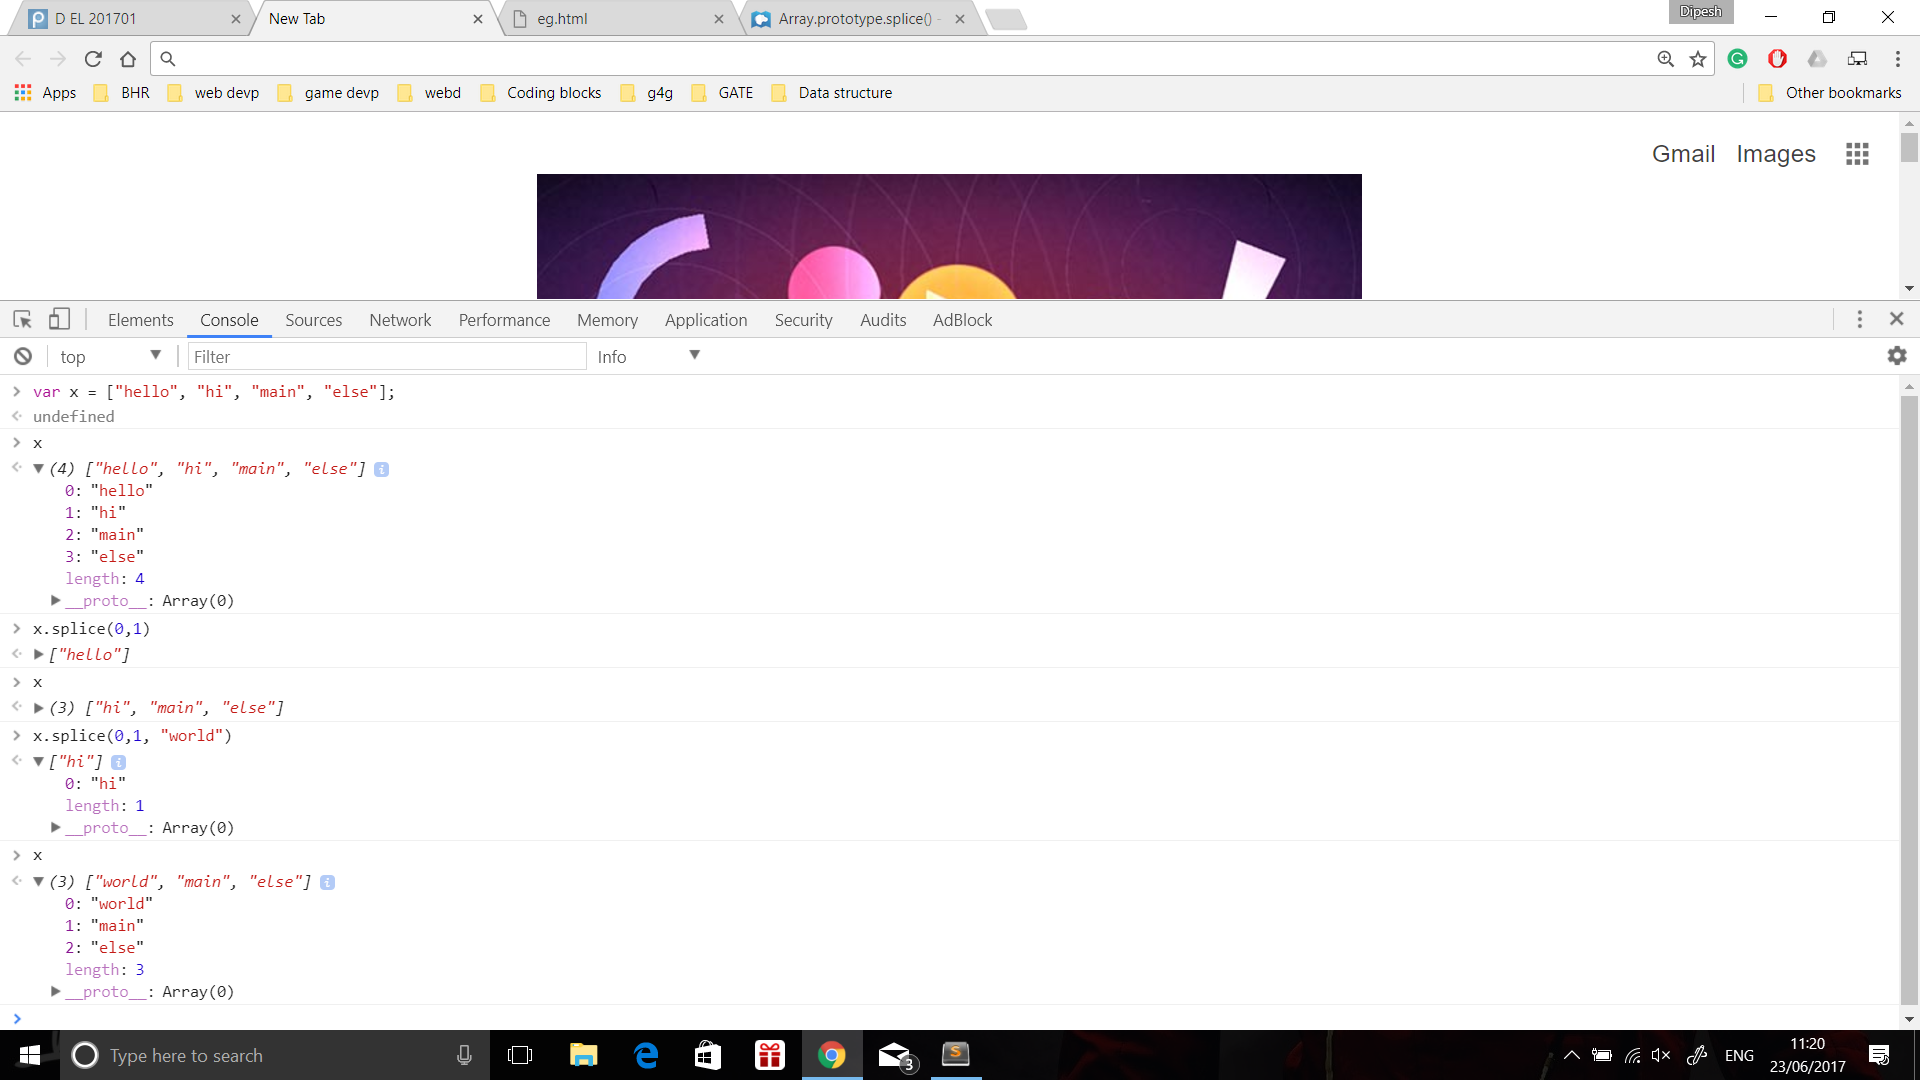 D EL 201701
New Tab
eg.html
Array.prototype.splice() -
Dipesh
Apps BHR web devp game devp webd Coding blocks g4g GATE Data structure Other bookmarks
Gmail Images
Elements Console Sources Network Performance Memory Application Security Audits AdBlock
top Filter Info
var x = ["hello", "hi", "main", "else"];
undefined
x
(4) ["hello", "hi", "main", "else"] i
0: "hello"
1: "hi"
2: "main"
3: "else"
length: 4
__proto__: Array(0)
x.splice(0,1)
["hello"]
x
(3) ["hi", "main", "else"]
x.splice(0,1, "world")
["hi"] i
0: "hi"
length: 1
__proto__: Array(0)
x
(3) ["world", "main", "else"] i
0: "world"
1: "main"
2: "else"
length: 3
__proto__: Array(0)
Type here to search
3
S
ENG
11:20
23/06/2017